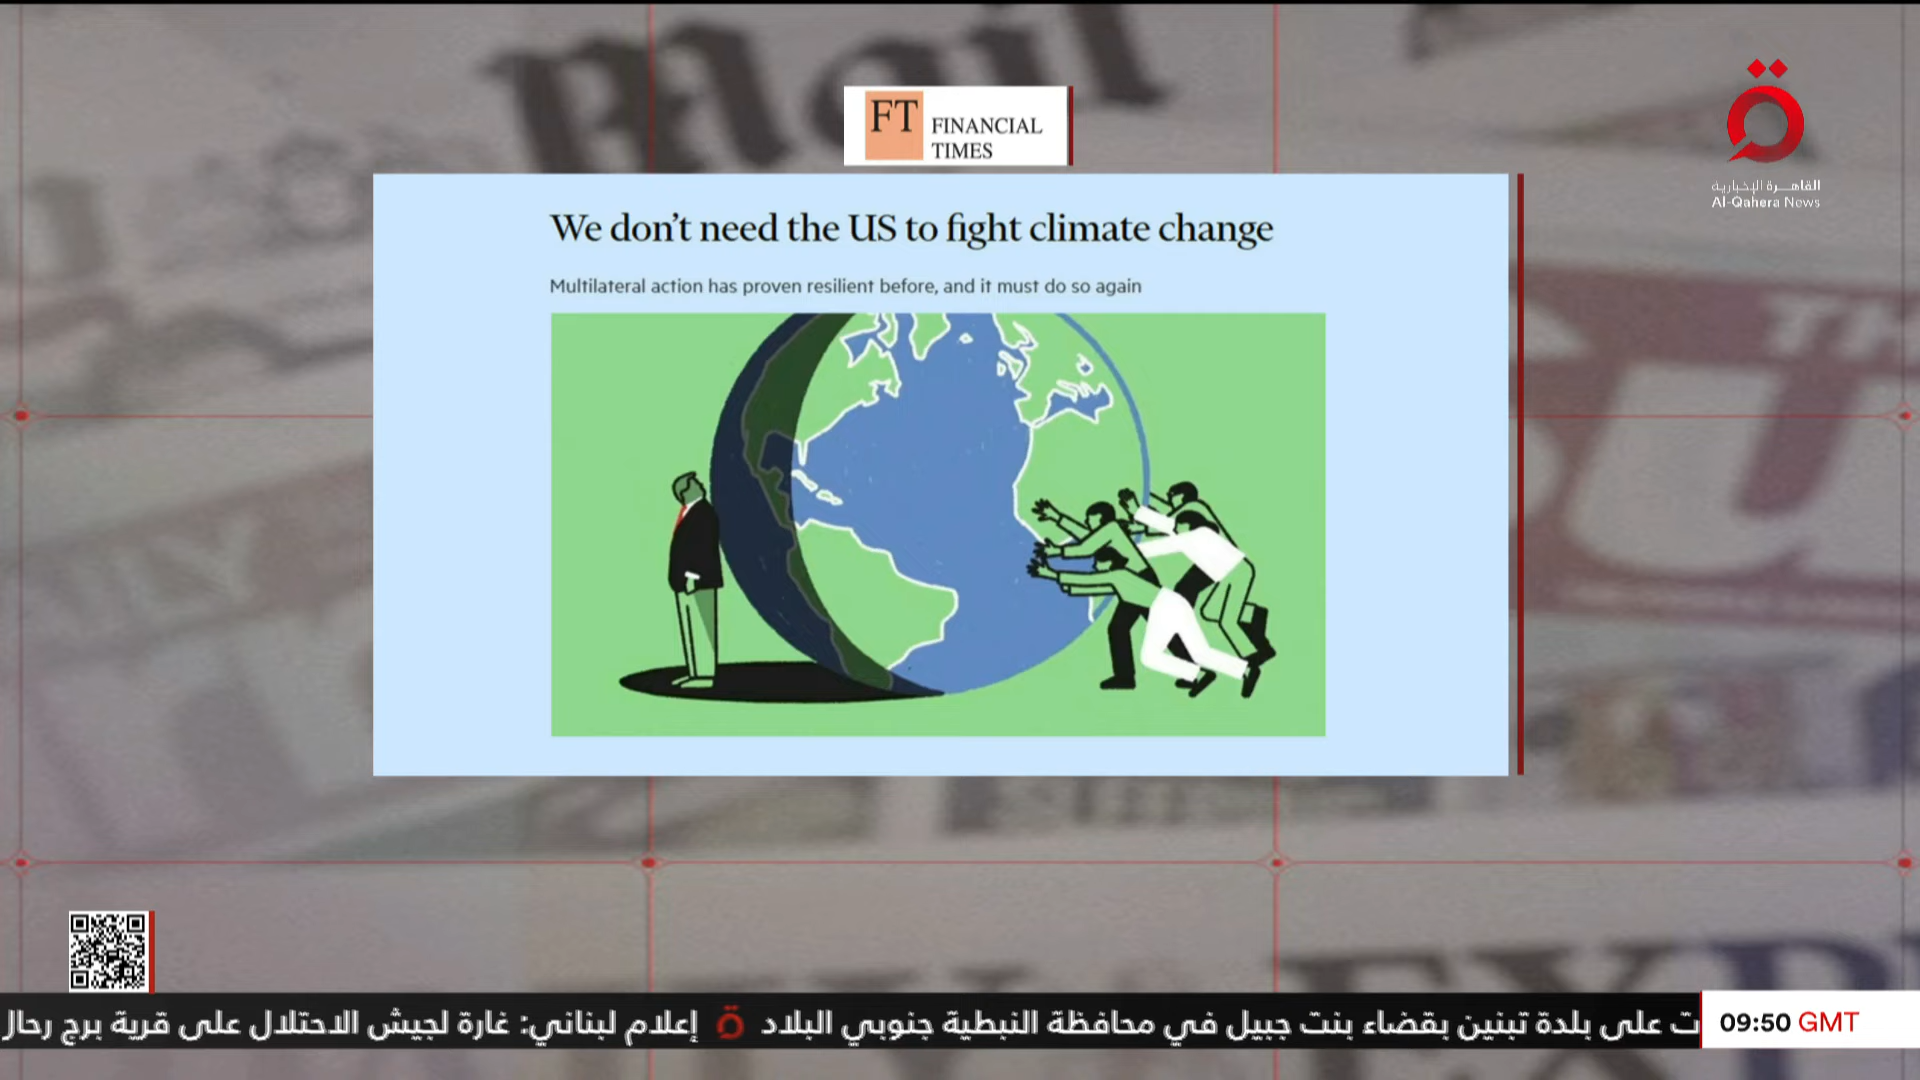 Mail
FT FINANCIAL
TIMES
القاهـرة الإخبارية
Al-Qahera News
We don't need the US to fight climate change
Multilateral action has proven resilient before, and it must do so again
ت على بلدة تبنين بقضاء بنت جبيل في محافظة النبطية جنوبي البلاد
إعلام لبناني: غارة لجيش الاحتلال على قرية برج رحال
09:50 GMT